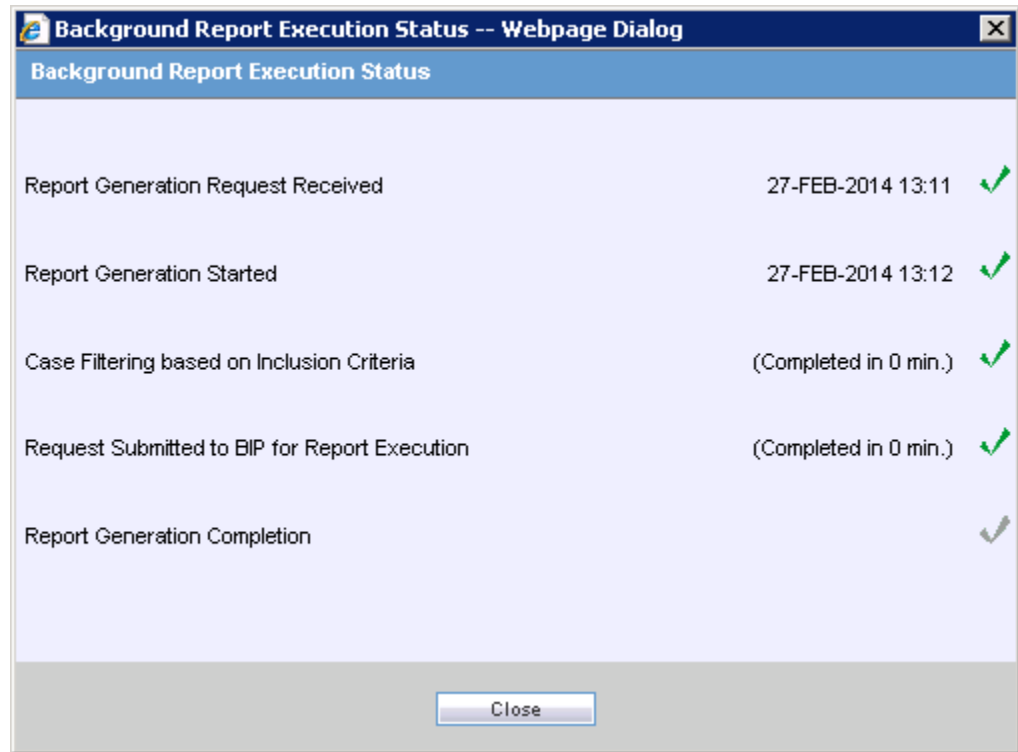 Background Report Execution Status -- Webpage Dialog
Background Report Execution Status
Report Generation Request Received 27-FEB-2014 13:11
Report Generation Started 27-FEB-2014 13:12
Case Filtering based on Inclusion Criteria (Completed in 0 min.)
Request Submitted to BIP for Report Execution (Completed in 0 min.)
Report Generation Completion
Close